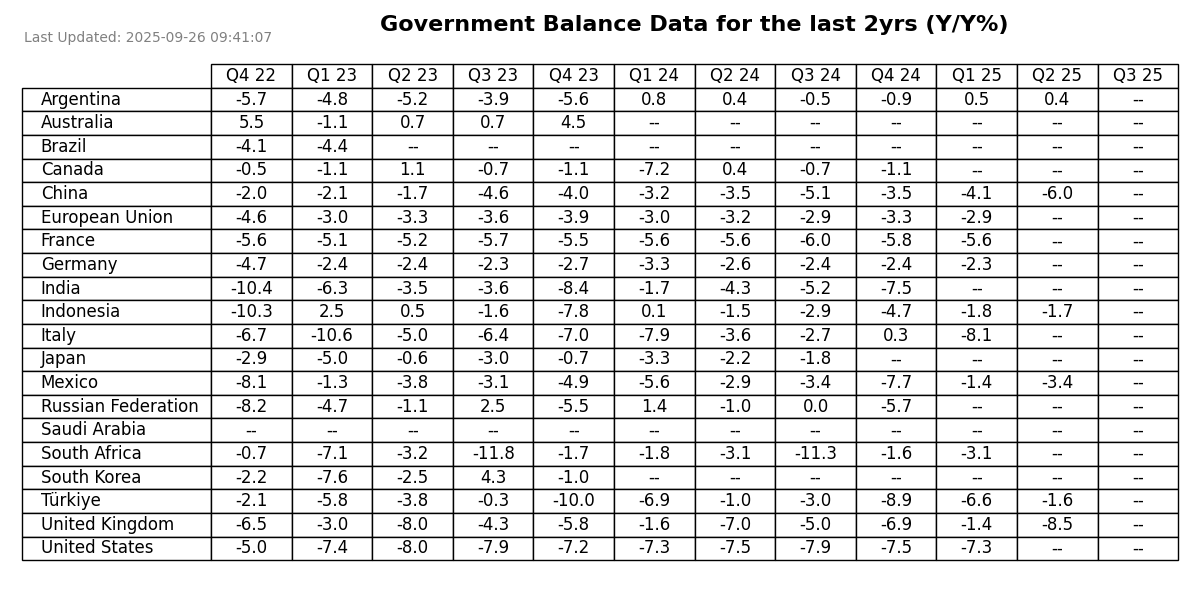 Government Balance Data for the last 2yrs (Y/Y%)
Last Updated: 2025-09-26 09:41:07
Q4 22 Q1 23 Q2 23 Q3 23 Q4 23 Q1 24 Q2 24 Q3 24 Q4 24 Q1 25 Q2 25 Q3 25
Argentina -5.7 -4.8 -5.2 -3.9 -5.6 0.8 0.4 -0.5 -0.9 0.5 0.4 --
Australia 5.5 -1.1 0.7 0.7 4.5 -- -- -- -- -- -- --
Brazil -4.1 -4.4 -- -- -- -- -- -- -- -- -- --
Canada -0.5 -1.1 1.1 -0.7 -1.1 -7.2 0.4 -0.7 -1.1 -- -- --
China -2.0 -2.1 -1.7 -4.6 -4.0 -3.2 -3.5 -5.1 -3.5 -4.1 -6.0 --
European Union -4.6 -3.0 -3.3 -3.6 -3.9 -3.0 -3.2 -2.9 -3.3 -2.9 -- --
France -5.6 -5.1 -5.2 -5.7 -5.5 -5.6 -5.6 -6.0 -5.8 -5.6 -- --
Germany -4.7 -2.4 -2.4 -2.3 -2.7 -3.3 -2.6 -2.4 -2.4 -2.3 -- --
India -10.4 -6.3 -3.5 -3.6 -8.4 -1.7 -4.3 -5.2 -7.5 -- -- --
Indonesia -10.3 2.5 0.5 -1.6 -7.8 0.1 -1.5 -2.9 -4.7 -1.8 -1.7 --
Italy -6.7 -10.6 -5.0 -6.4 -7.0 -7.9 -3.6 -2.7 0.3 -8.1 -- --
Japan -2.9 -5.0 -0.6 -3.0 -0.7 -3.3 -2.2 -1.8 -- -- -- --
Mexico -8.1 -1.3 -3.8 -3.1 -4.9 -5.6 -2.9 -3.4 -7.7 -1.4 -3.4 --
Russian Federation -8.2 -4.7 -1.1 2.5 -5.5 1.4 -1.0 0.0 -5.7 -- -- --
Saudi Arabia -- -- -- -- -- -- -- -- -- -- -- --
South Africa -0.7 -7.1 -3.2 -11.8 -1.7 -1.8 -3.1 -11.3 -1.6 -3.1 -- --
South Korea -2.2 -7.6 -2.5 4.3 -1.0 -- -- -- -- -- -- --
Türkiye -2.1 -5.8 -3.8 -0.3 -10.0 -6.9 -1.0 -3.0 -8.9 -6.6 -1.6 --
United Kingdom -6.5 -3.0 -8.0 -4.3 -5.8 -1.6 -7.0 -5.0 -6.9 -1.4 -8.5 --
United States -5.0 -7.4 -8.0 -7.9 -7.2 -7.3 -7.5 -7.9 -7.5 -7.3 -- --